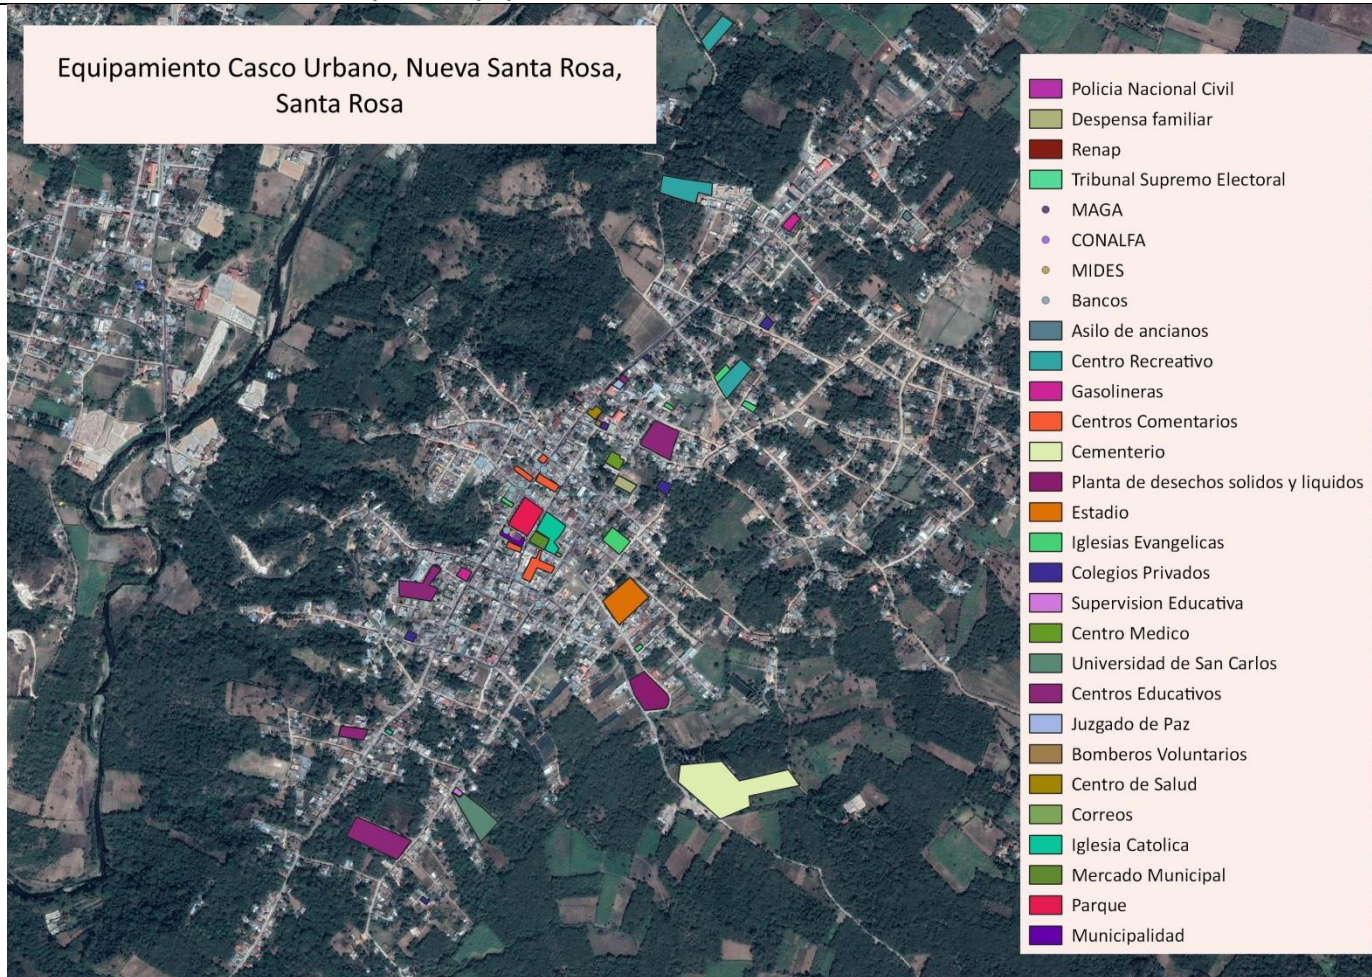 Equipamiento Casco Urbano, Nueva Santa Rosa,
Santa Rosa
Policia Nacional Civil
Despensa familiar
Renap
Tribunal Supremo Electoral
MAGA
CONALFA
MIDES
Bancos
Asilo de ancianos
Centro Recreativo
Gasolineras
Centros Comentarios
Cementerio
Planta de desechos solidos y liquidos
Estadio
Iglesias Evangelicas
Colegios Privados
Supervision Educativa
Centro Medico
Universidad de San Carlos
Centros Educativos
Juzgado de Paz
Bomberos Voluntarios
Centro de Salud
Correos
Iglesia Catolica
Mercado Municipal
Parque
Municipalidad